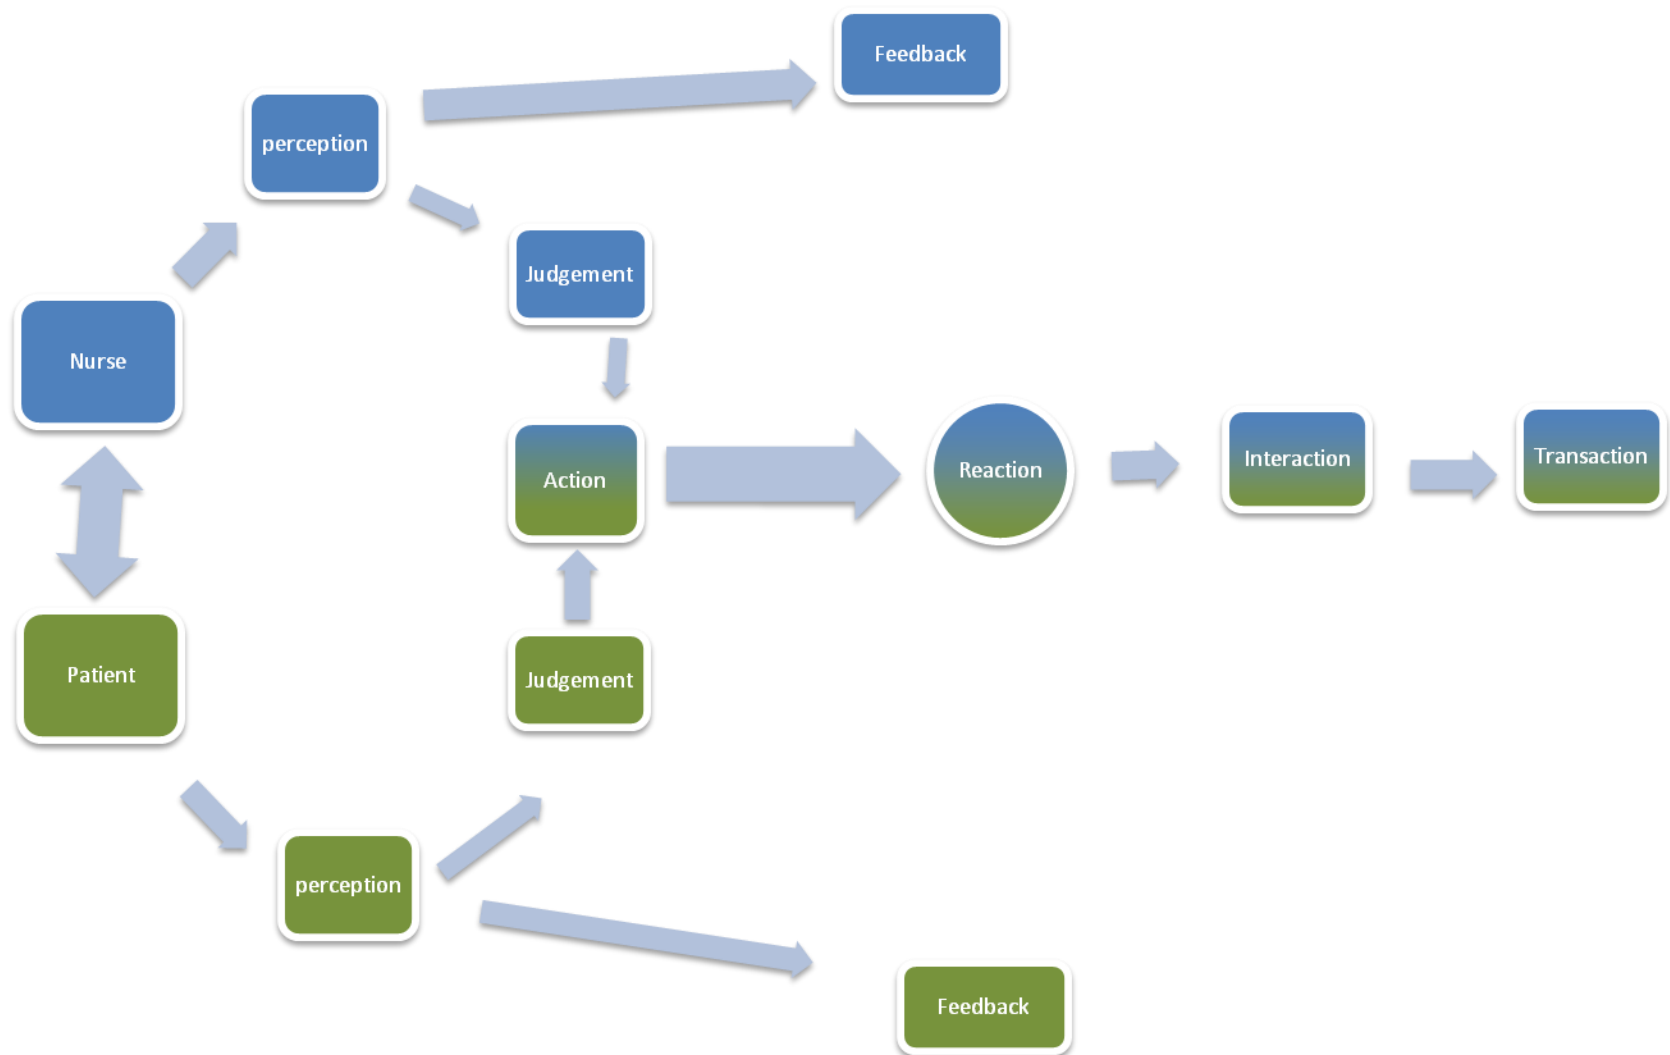 Feedback
perception
Judgement
Nurse
Action
Reaction
Interaction
Transaction
Patient
Judgement
perception
Feedback